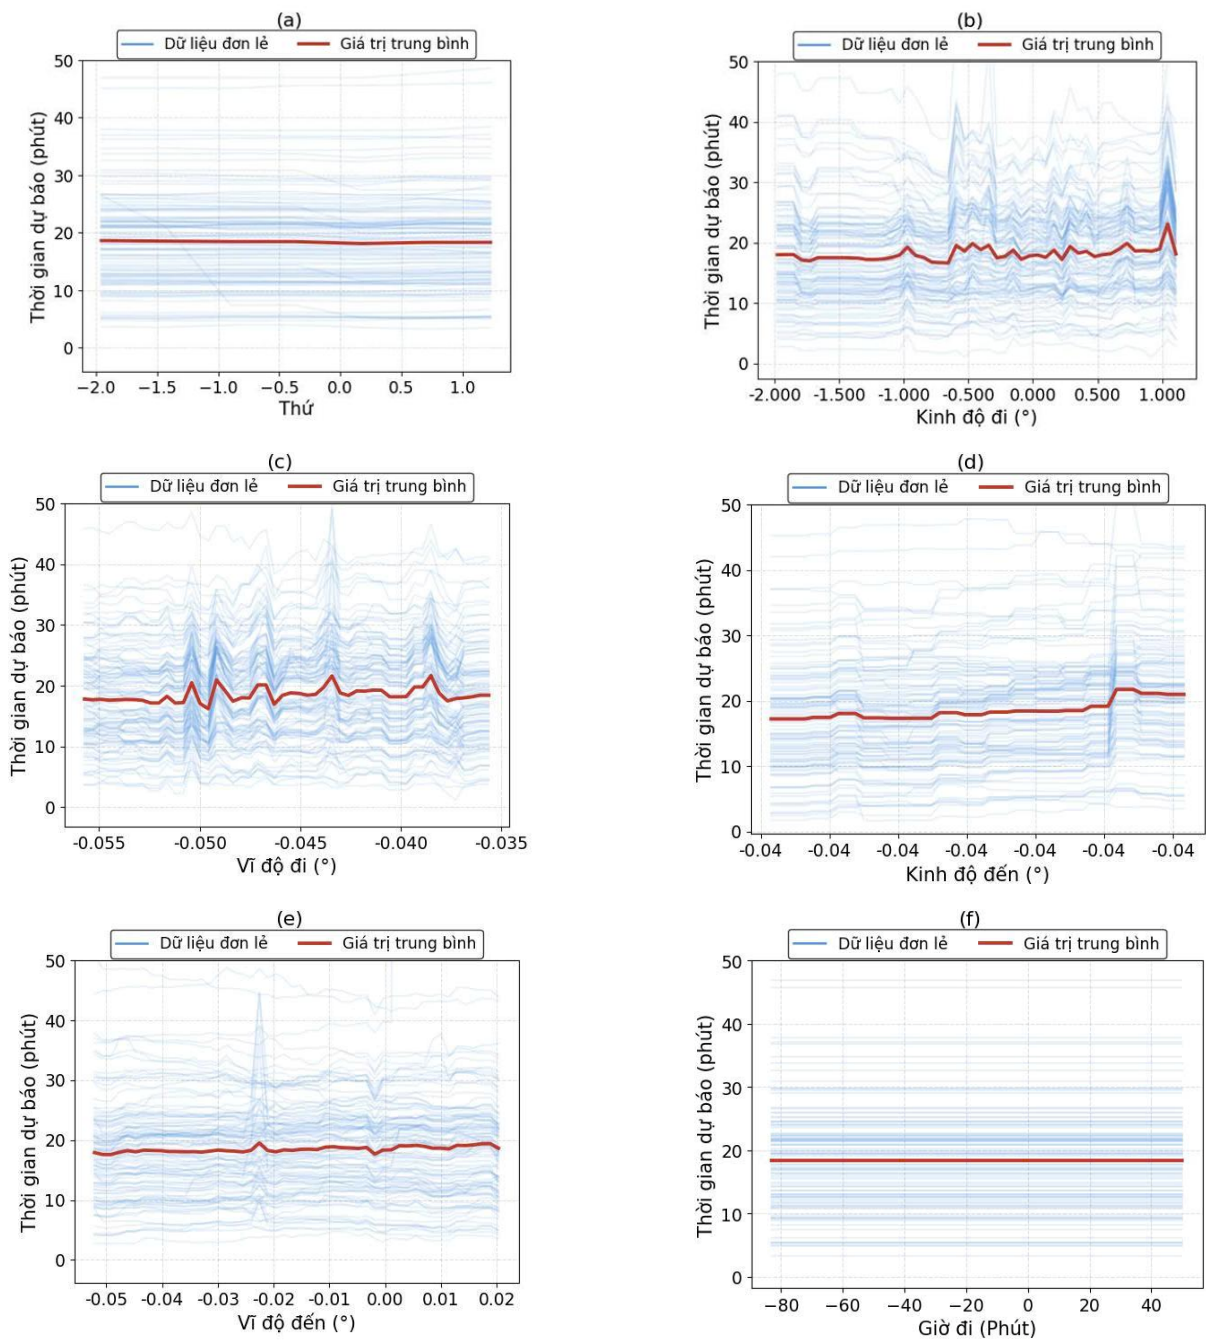 (a)
Dữ liệu đơn lẻ Giá trị trung bình
50
40
30
20
10
0
Thời gian dự báo (phút)
−2.0 −1.5 −1.0 −0.5 0.0 0.5 1.0
Thứ
(b)
Dữ liệu đơn lẻ Giá trị trung bình
50
40
30
20
10
0
Thời gian dự báo (phút)
-2.000 -1.500 -1.000 -0.500 0.000 0.500 1.000
Kinh độ đi (°)
(c)
Dữ liệu đơn lẻ Giá trị trung bình
50
40
30
20
10
0
Thời gian dự báo (phút)
-0.055 -0.050 -0.045 -0.040 -0.035
Vĩ độ đi (°)
(d)
Dữ liệu đơn lẻ Giá trị trung bình
50
40
30
20
10
0
Thời gian dự báo (phút)
-0.04 -0.04 -0.04 -0.04 -0.04 -0.04 -0.04
Kinh độ đến (°)
(e)
Dữ liệu đơn lẻ Giá trị trung bình
50
40
30
20
10
0
Thời gian dự báo (phút)
-0.05 -0.04 -0.03 -0.02 -0.01 0.00 0.01 0.02
Vĩ độ đến (°)
(f)
Dữ liệu đơn lẻ Giá trị trung bình
50
40
30
20
10
0
Thời gian dự báo (phút)
−80 −60 −40 −20 0 20 40
Giờ đi (Phút)